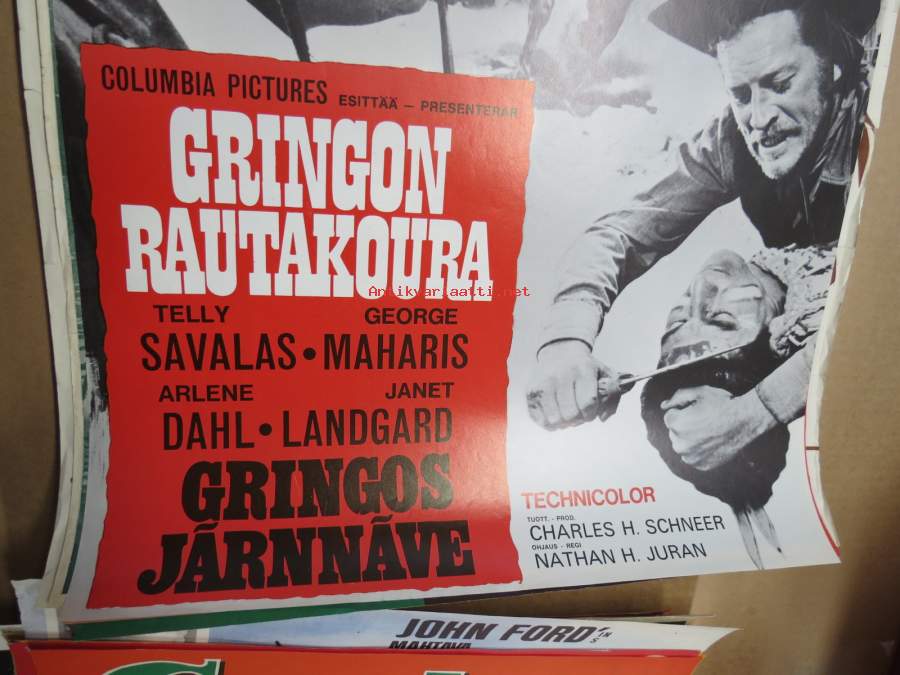 COLUMBIA PICTURES ESITTÄÄ – PRESENTERAR
GRINGON
RAUTAKOURA
Antikvariaatti.net
TELLY GEORGE
SAVALAS • MAHARIS
ARLENE JANET
DAHL • LANDGARD
GRINGOS
JÄRNNÄVE
TECHNICOLOR
TUOTT. - PROD.
CHARLES H. SCHNEER
OHJAUS - REGI
NATHAN H. JURAN
JOHN FORD'IN
S
MAHTAVA